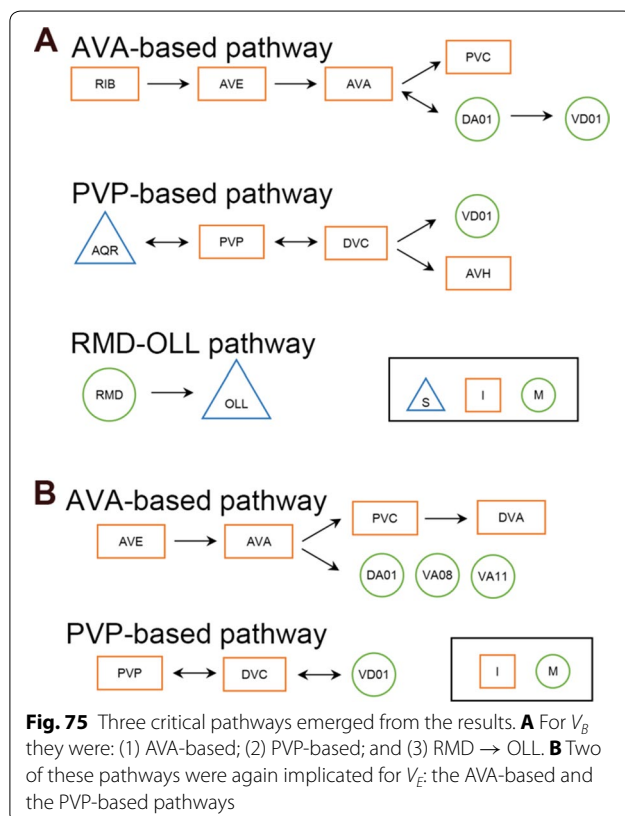 A
AVA-based pathway
RIB AVE AVA PVC
DA01 VD01
PVP-based pathway
AQR PVP DVC VD01
AVH
RMD-OLL pathway
RMD OLL
S I M
B
AVA-based pathway
AVE AVA PVC DVA
DA01 VA08 VA11
PVP-based pathway
PVP DVC VD01
I M
Fig. 75 Three critical pathways emerged from the results. A For V_B
they were: (1) AVA-based; (2) PVP-based; and (3) RMD → OLL. B Two
of these pathways were again implicated for V_E: the AVA-based and
the PVP-based pathways